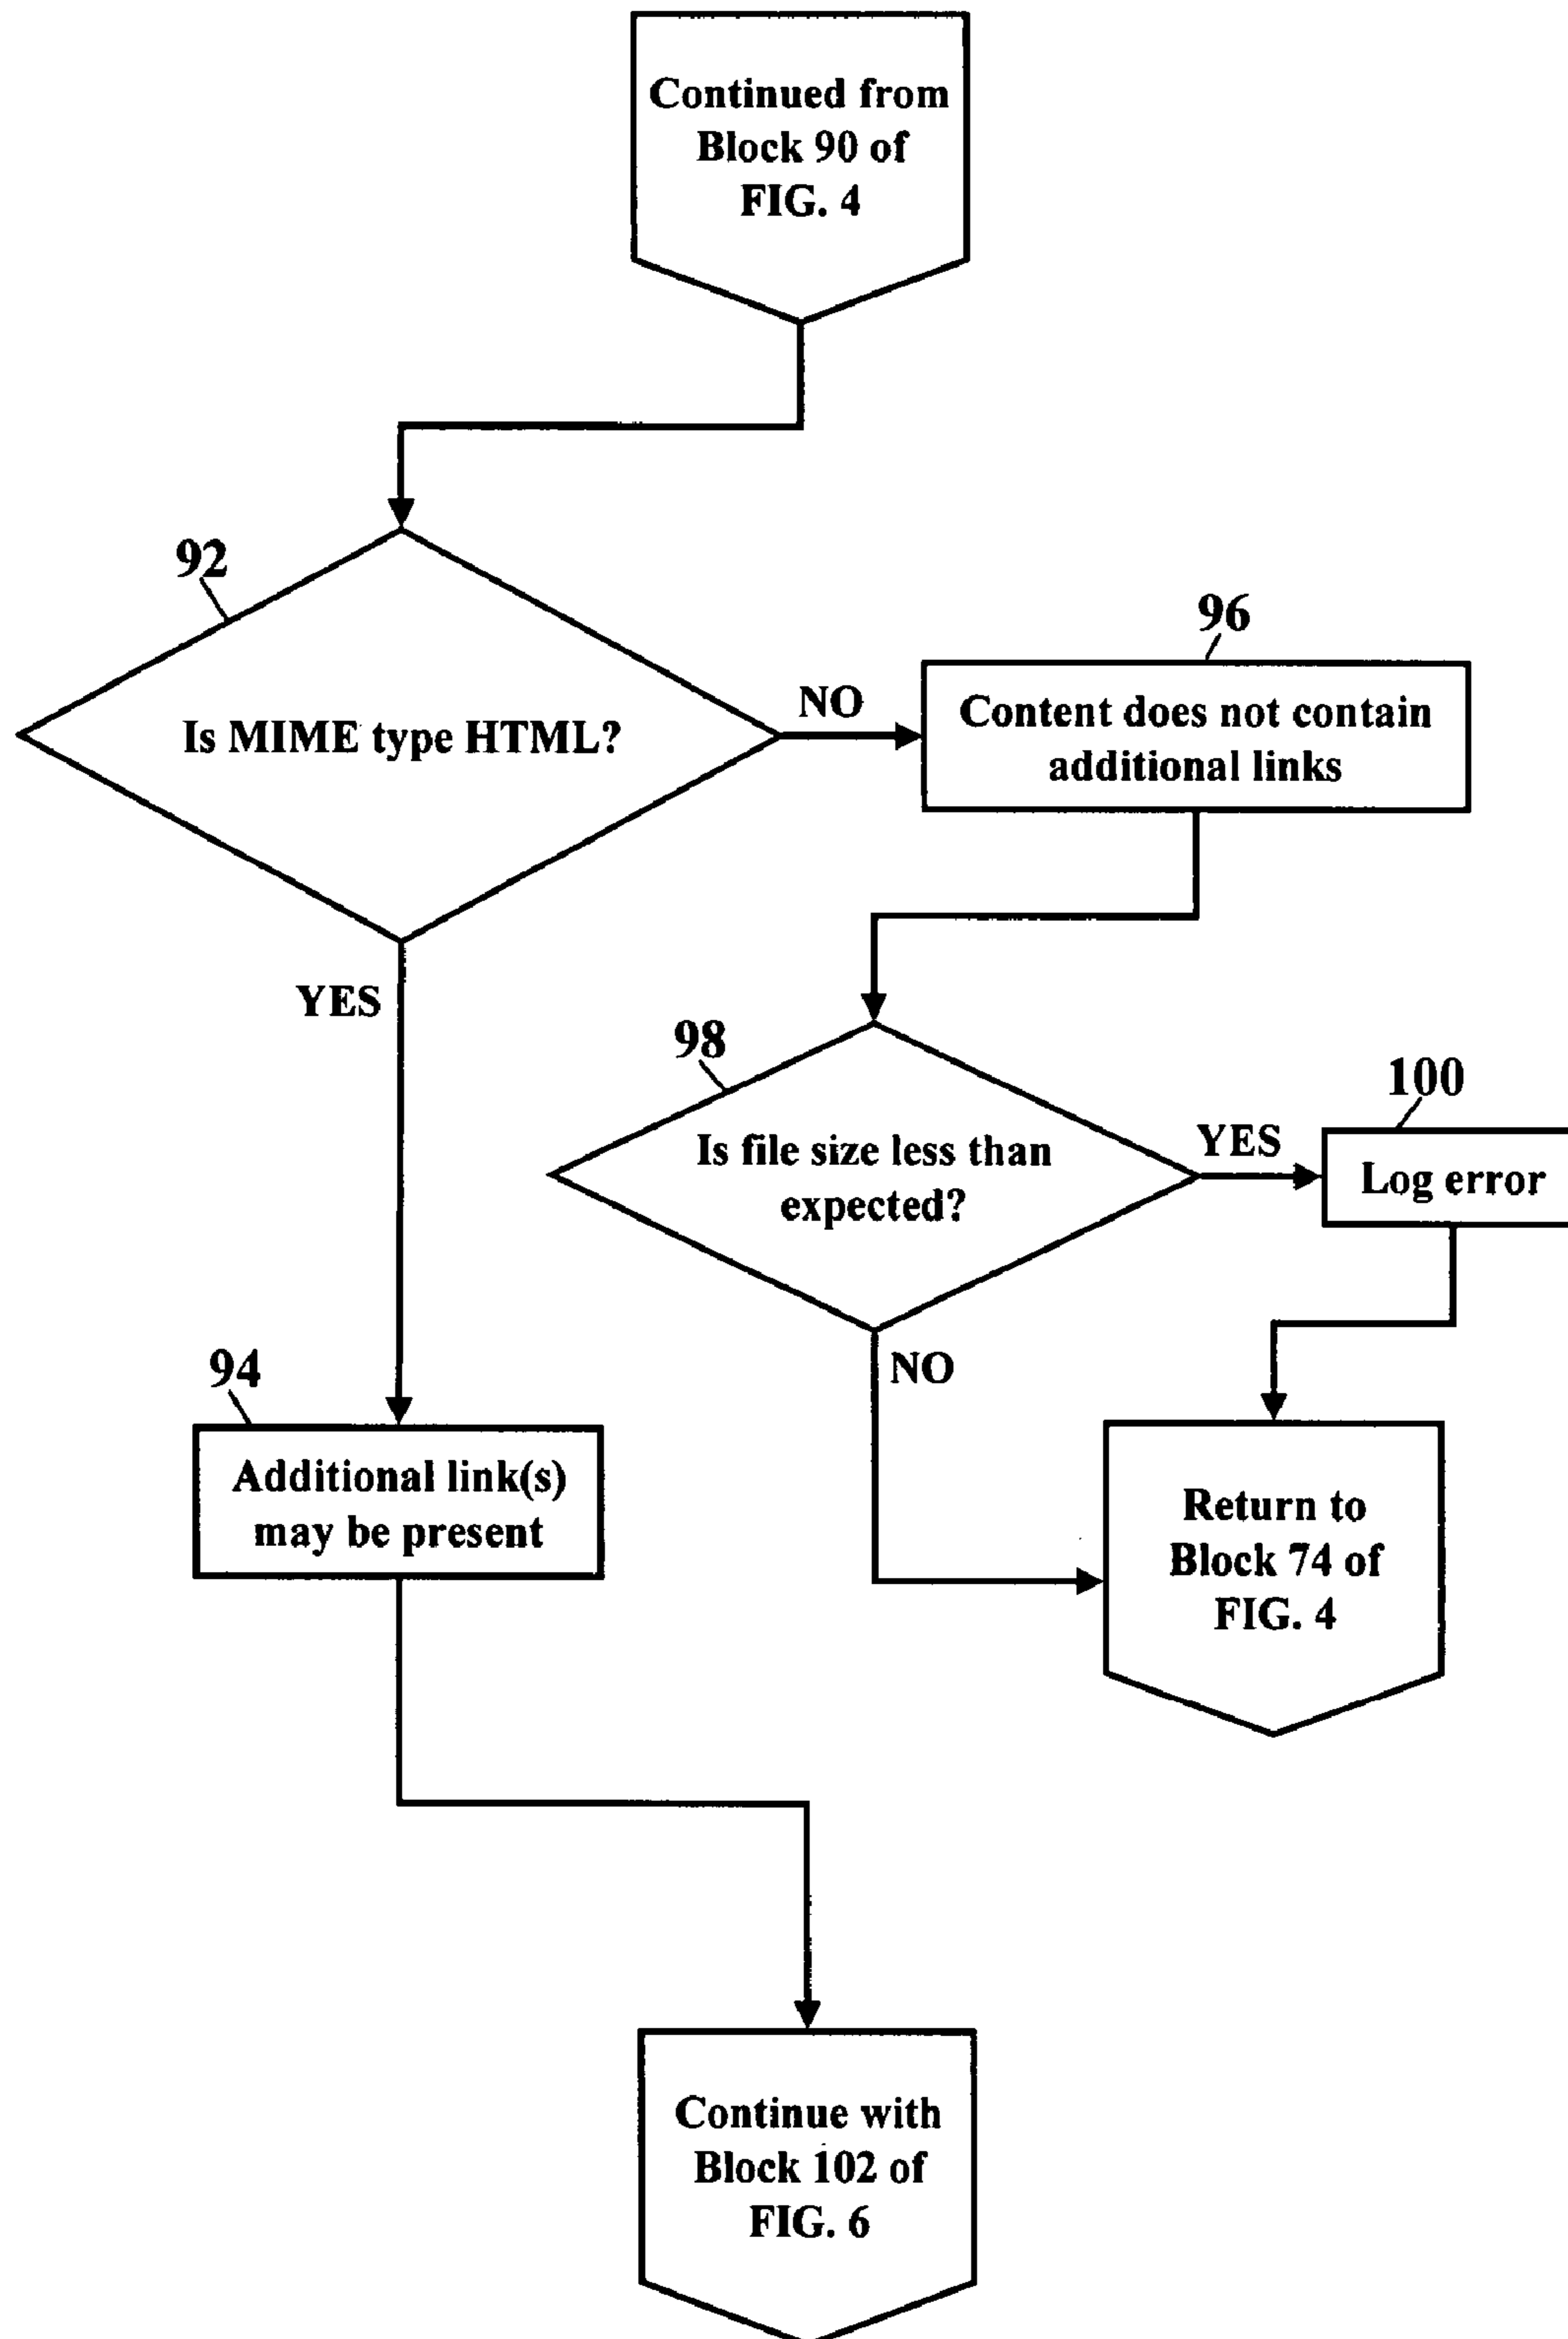 Continued from
Block 90 of
FIG. 4
92
Is MIME type HTML?
NO
96
Content does not contain
additional links
YES
98
Is file size less than
expected?
YES
100
Log error
NO
94
Additional link(s)
may be present
Return to
Block 74 of
FIG. 4
Continue with
Block 102 of
FIG. 6